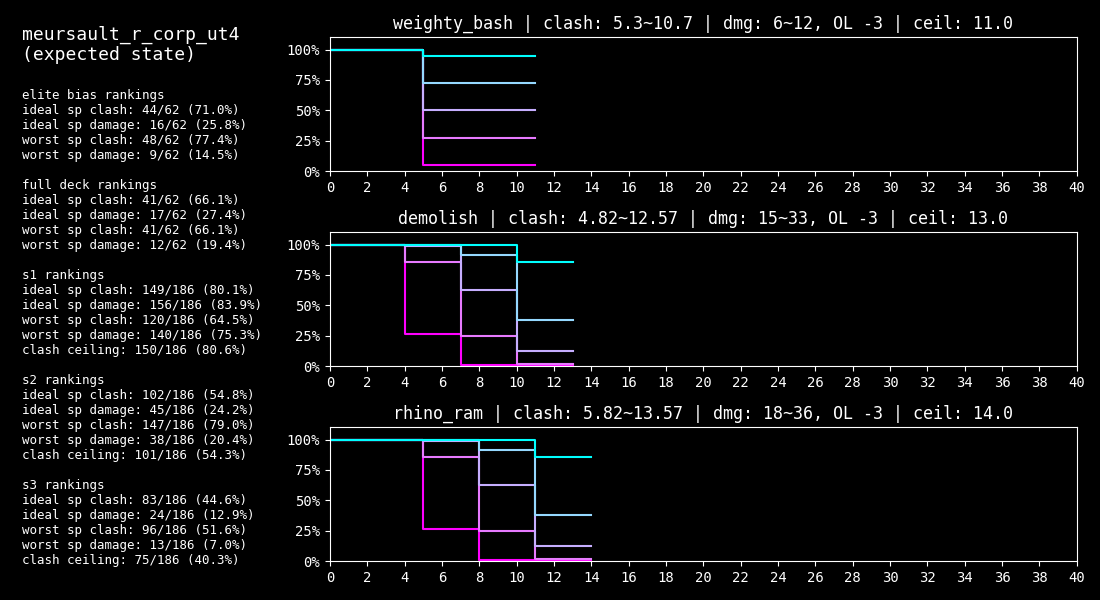 meursault_r_corp_ut4
(expected state)
elite bias rankings
ideal sp clash: 44/62 (71.0%)
ideal sp damage: 16/62 (25.8%)
worst sp clash: 48/62 (77.4%)
worst sp damage: 9/62 (14.5%)
full deck rankings
ideal sp clash: 41/62 (66.1%)
ideal sp damage: 17/62 (27.4%)
worst sp clash: 41/62 (66.1%)
worst sp damage: 12/62 (19.4%)
s1 rankings
ideal sp clash: 149/186 (80.1%)
ideal sp damage: 156/186 (83.9%)
worst sp clash: 120/186 (64.5%)
worst sp damage: 140/186 (75.3%)
clash ceiling: 150/186 (80.6%)
s2 rankings
ideal sp clash: 102/186 (54.8%)
ideal sp damage: 45/186 (24.2%)
worst sp clash: 147/186 (79.0%)
worst sp damage: 38/186 (20.4%)
clash ceiling: 101/186 (54.3%)
s3 rankings
ideal sp clash: 83/186 (44.6%)
ideal sp damage: 24/186 (12.9%)
worst sp clash: 96/186 (51.6%)
worst sp damage: 13/186 (7.0%)
clash ceiling: 75/186 (40.3%)
weighty_bash | clash: 5.3~10.7 | dmg: 6~12, OL -3 | ceil: 11.0
100%
75%
50%
25%
0%
0 2 4 6 8 10 12 14 16 18 20 22 24 26 28 30 32 34 36 38 40
demolish | clash: 4.82~12.57 | dmg: 15~33, OL -3 | ceil: 13.0
100%
75%
50%
25%
0%
0 2 4 6 8 10 12 14 16 18 20 22 24 26 28 30 32 34 36 38 40
rhino_ram | clash: 5.82~13.57 | dmg: 18~36, OL -3 | ceil: 14.0
100%
75%
50%
25%
0%
0 2 4 6 8 10 12 14 16 18 20 22 24 26 28 30 32 34 36 38 40